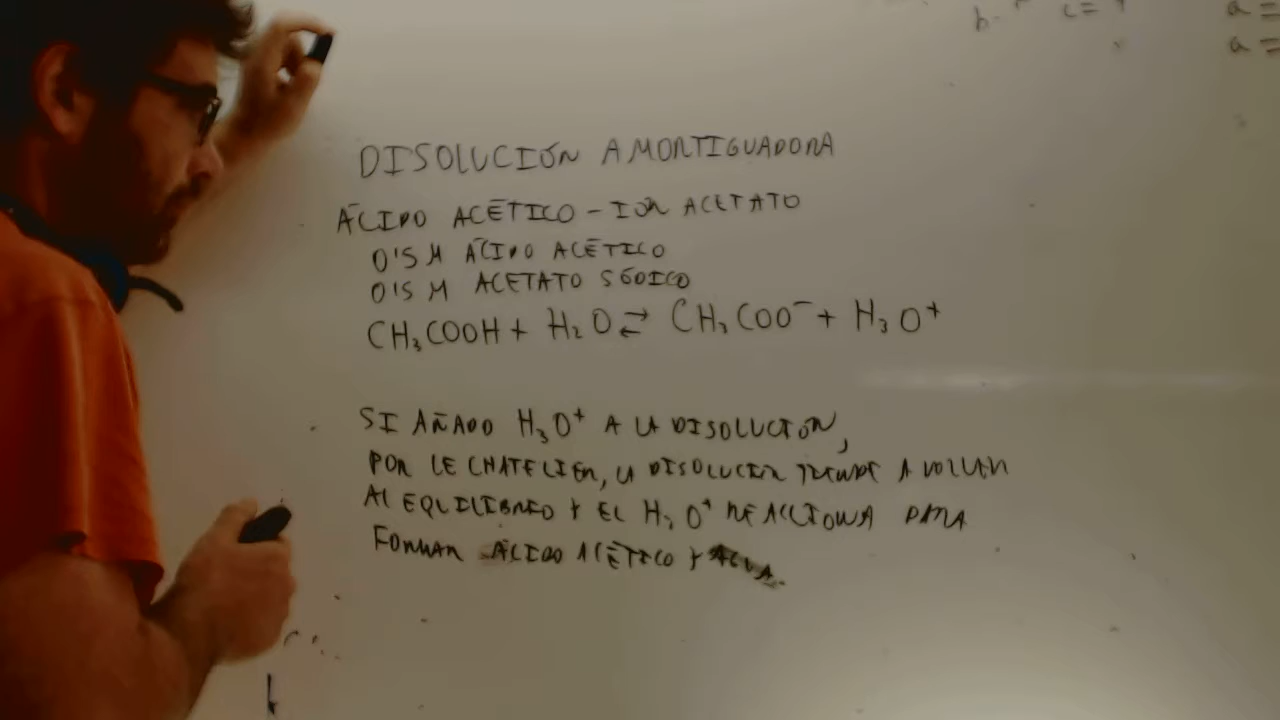 a =
c =
a =
DISOLUCIÓN AMORTIGUADORA
ÁCIDO ACÉTICO - IÓN ACETATO
0'5 M ÁCIDO ACÉTICO
0'5 M ACETATO SÓDICO
CH₃COOH + H₂O ⇄ CH₃COO⁻ + H₃O⁺
SI AÑADO H₃O⁺ A LA DISOLUCIÓN,
POR LE CHATELIER, LA DISOLUCIÓN TIENDE A VOLVER
AL EQUILIBRIO Y EL H₃O⁺ REACCIONA PARA
FORMAR ÁCIDO ACÉTICO Y AGUA.